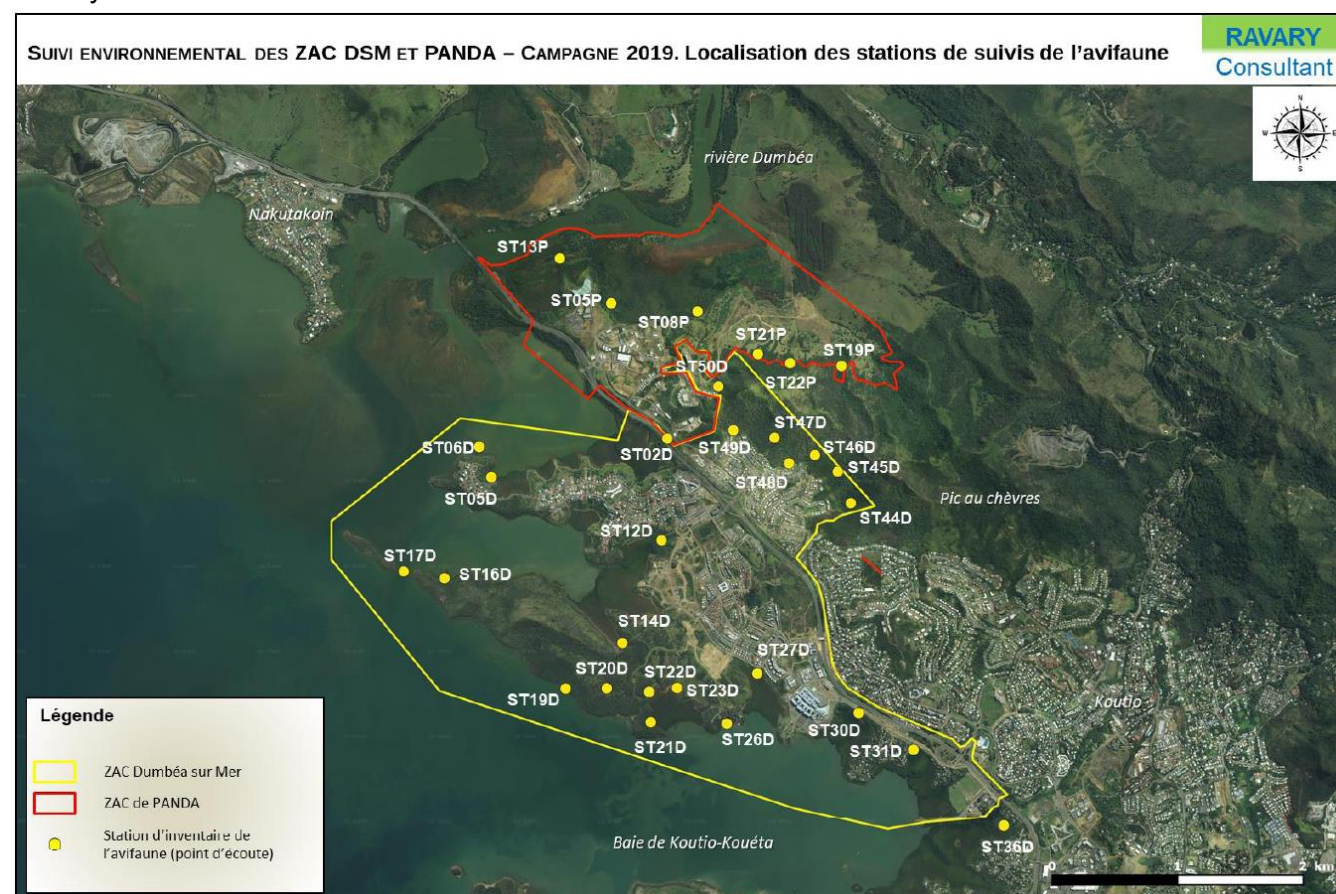 SUIVI ENVIRONNEMENTAL DES ZAC DSM ET PANDA – CAMPAGNE 2019. Localisation des stations de suivis de l'avifaune
RAVARY
Consultant
N
W
E
S
rivière Dumbéa
Nakutakoin
ST13P
ST05P
ST08P
ST21P
ST19P
ST50D
ST22P
ST47D
ST46D
ST06D
ST02D
ST49D
ST45D
ST05D
ST48D
Pic au chèvres
ST44D
ST12D
ST17D
ST16D
ST14D
ST27D
ST20D
ST22D
ST19D
ST23D
Koutio
ST21D
ST26D
ST30D
ST31D
Baie de Koutio-Kouéta
ST36D
0 1 2 km
Légende
ZAC Dumbéa sur Mer
ZAC de PANDA
Station d'inventaire de
l'avifaune (point d'écoute)